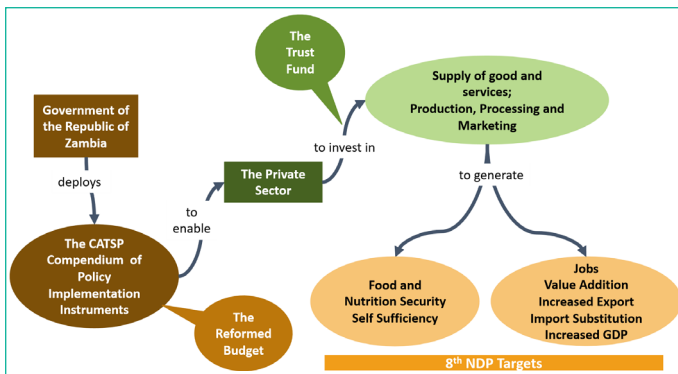 The
Trust
Fund
Supply of good and
services;
Production, Processing and
Marketing
Government of
the Republic of
Zambia
to invest in
The Private
Sector
deploys
to generate
to
enable
The CATSP
Compendium of
Policy
Implementation
Instruments
Food and
Nutrition Security
Self Sufficiency
Jobs
Value Addition
Increased Export
Import Substitution
Increased GDP
The
Reformed
Budget
8th NDP Targets